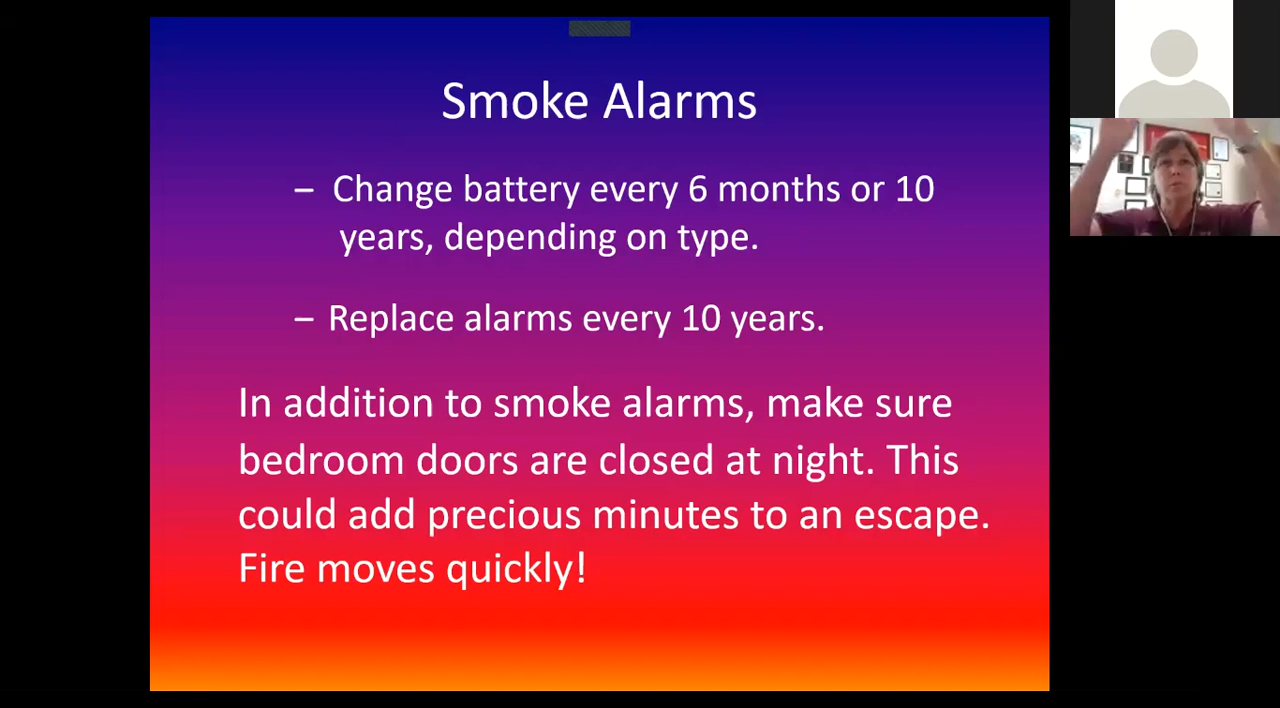 Smoke Alarms
– Change battery every 6 months or 10
years, depending on type.
– Replace alarms every 10 years.
In addition to smoke alarms, make sure
bedroom doors are closed at night. This
could add precious minutes to an escape.
Fire moves quickly!